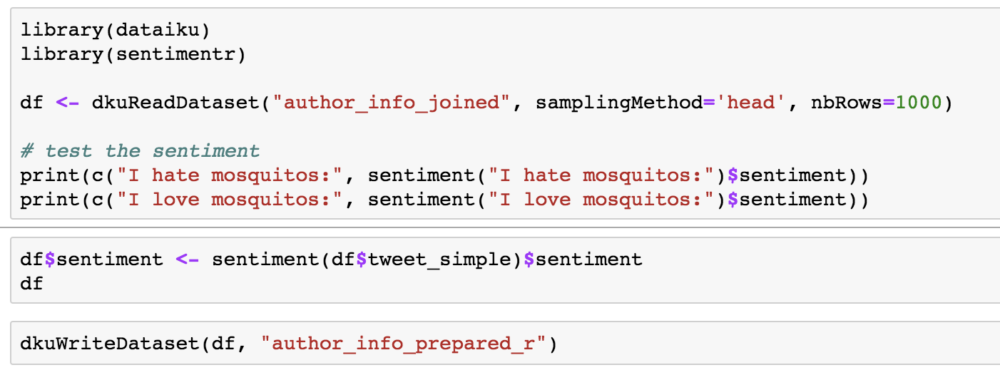 library(dataiku)
library(sentimentr)
df <- dkuReadDataset("author_info_joined", samplingMethod='head', nbRows=1000)
# test the sentiment
print(c("I hate mosquitos:", sentiment("I hate mosquitos:")$sentiment))
print(c("I love mosquitos:", sentiment("I love mosquitos:")$sentiment))
df$sentiment <- sentiment(df$tweet_simple)$sentiment
df
dkuWriteDataset(df, "author_info_prepared_r")